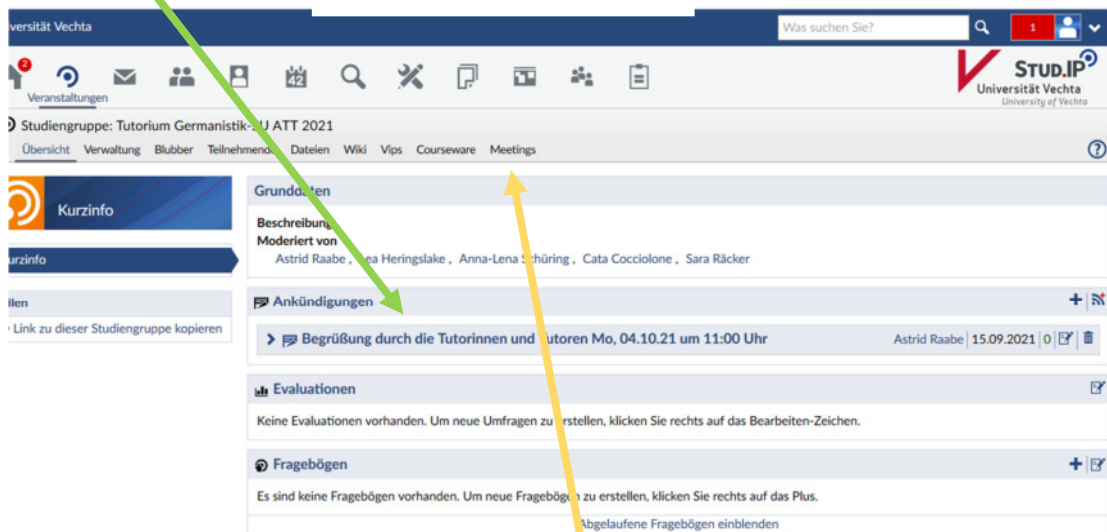 versität Vechta
Was suchen Sie?
1
2
42
Veranstaltungen
STUD.IP
Universität Vechta
University of Vechta
Studiengruppe: Tutorium Germanistik-SU ATT 2021
Übersicht Verwaltung Blubber Teilnehmende Dateien Wiki Vips Courseware Meetings
?
Kurzinfo
Grunddaten
Beschreibung
Moderiert von
Astrid Raabe, ea Heringslake, Anna-Lena Schüring, Cata Cocciolone, Sara Räcker
urzinfo
ilen
Link zu dieser Studiengruppe kopieren
Ankündigungen
Begrüßung durch die Tutorinnen und Tutoren Mo, 04.10.21 um 11:00 Uhr Astrid Raabe 15.09.2021 0
Evaluationen
Keine Evaluationen vorhanden. Um neue Umfragen zu erstellen, klicken Sie rechts auf das Bearbeiten-Zeichen.
Fragebögen
Es sind keine Fragebögen vorhanden. Um neue Fragebögen zu erstellen, klicken Sie rechts auf das Plus.
Abgelaufene Fragebögen einblenden